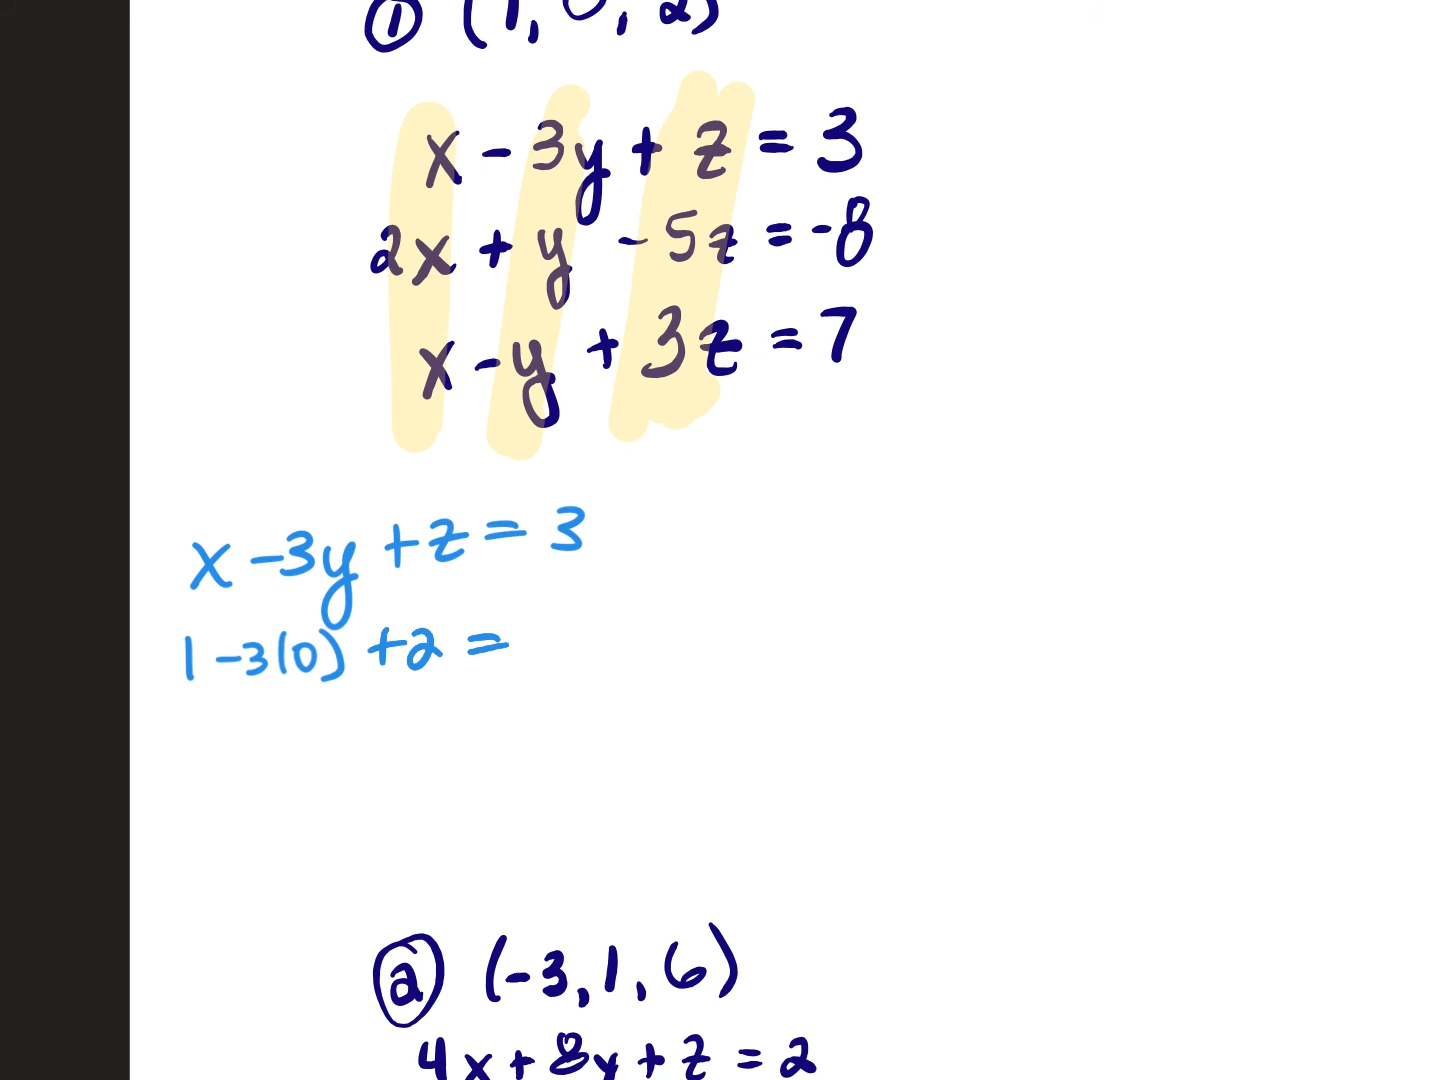 ① (1, 0, 2)
x - 3y + z = 3
2x + y - 5z = -8
x - y + 3z = 7
x - 3y + z = 3
1 - 3(0) + 2 =
② (-3, 1, 6)
4x + 8y + z = 2